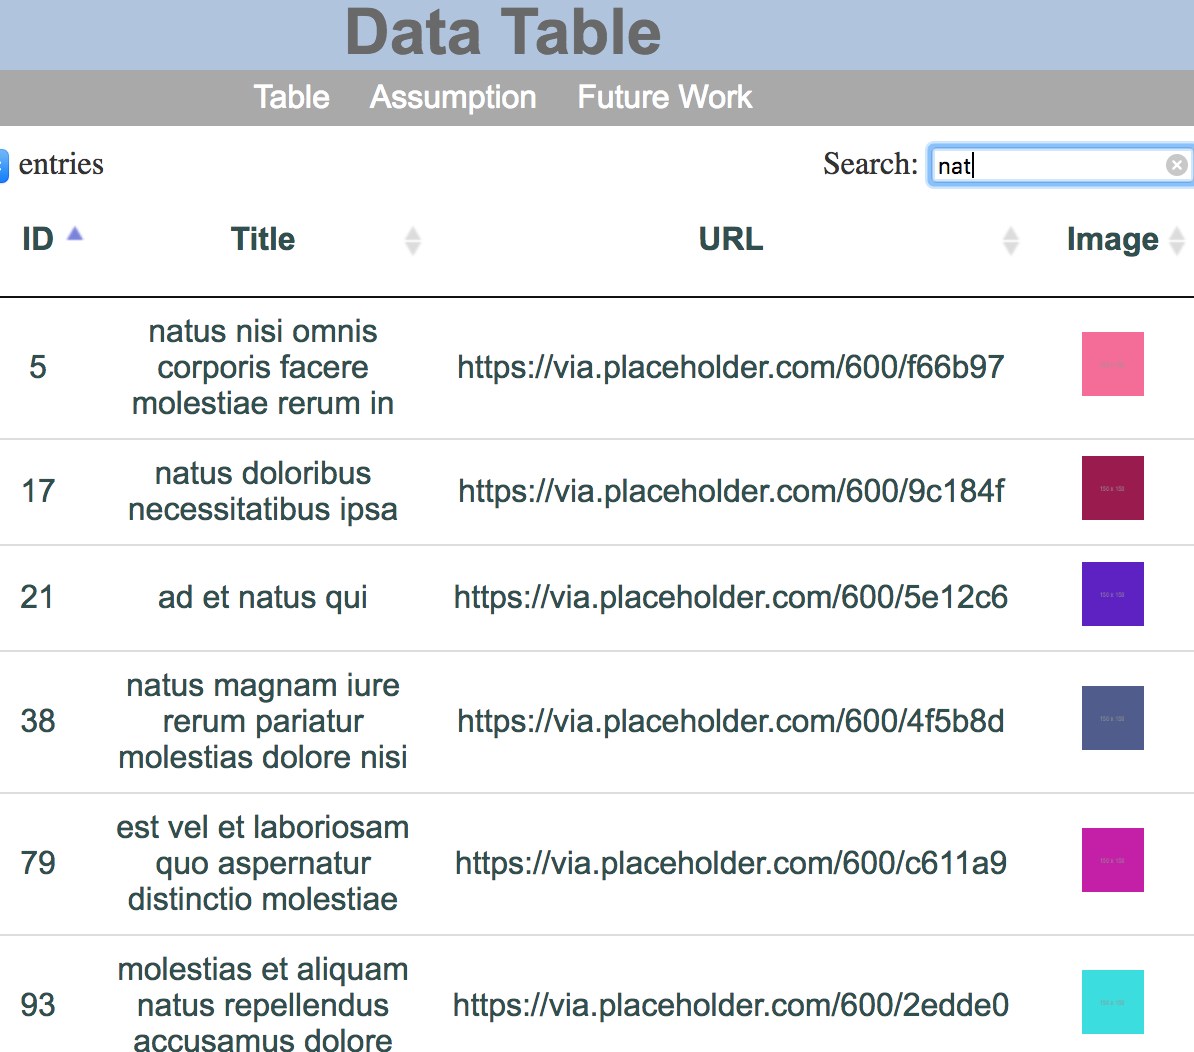 Data Table
Table Assumption Future Work
entries Search: nat
ID Title URL Image
natus nisi omnis
5 corporis facere https://via.placeholder.com/600/f66b97
molestiae rerum in
natus doloribus
17 https://via.placeholder.com/600/9c184f
necessitatibus ipsa
150 x 150
21 ad et natus qui https://via.placeholder.com/600/5e12c6 150 x 150
natus magnam iure
38 rerum pariatur https://via.placeholder.com/600/4f5b8d 150 x 150
molestias dolore nisi
est vel et laboriosam
79 quo aspernatur https://via.placeholder.com/600/c611a9 150 x 150
distinctio molestiae
molestias et aliquam
93 natus repellendus https://via.placeholder.com/600/2edde0 150 x 150
accusamus dolore